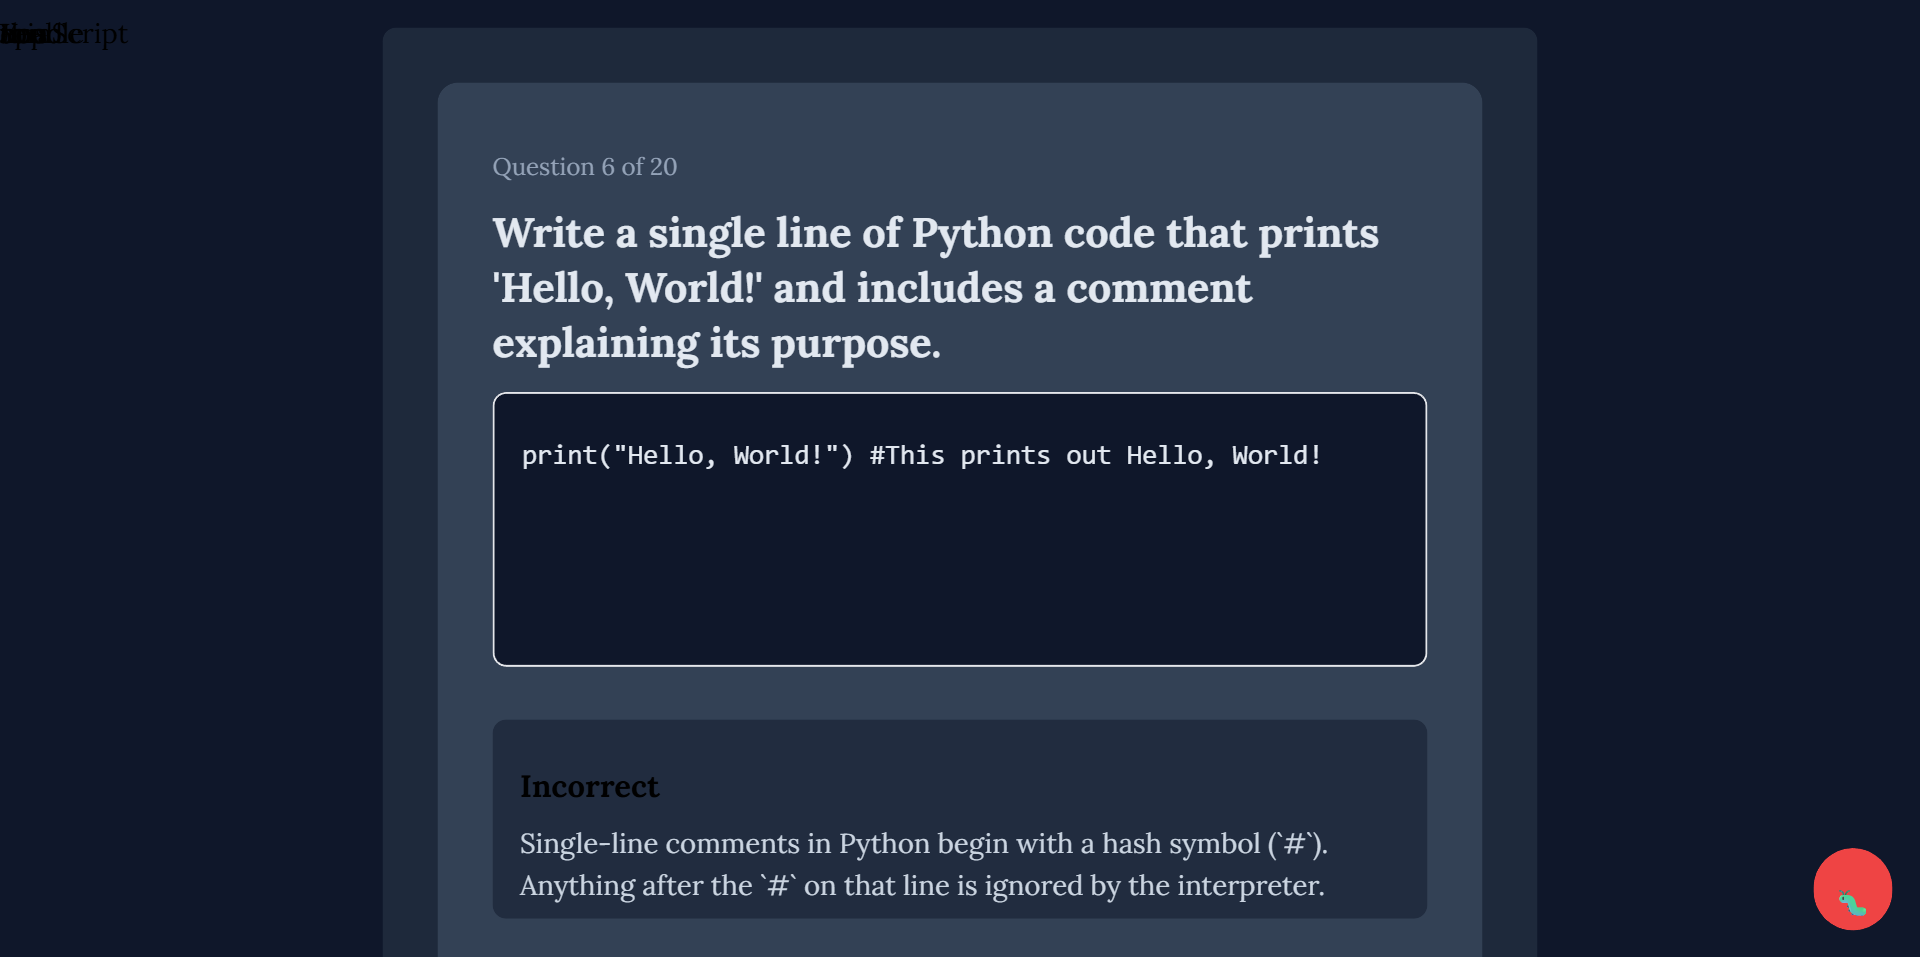 Question 6 of 20
Write a single line of Python code that prints
'Hello, World!' and includes a comment
explaining its purpose.
print("Hello, World!") #This prints out Hello, World!
Incorrect
Single-line comments in Python begin with a hash symbol (`#`).
Anything after the `#` on that line is ignored by the interpreter.